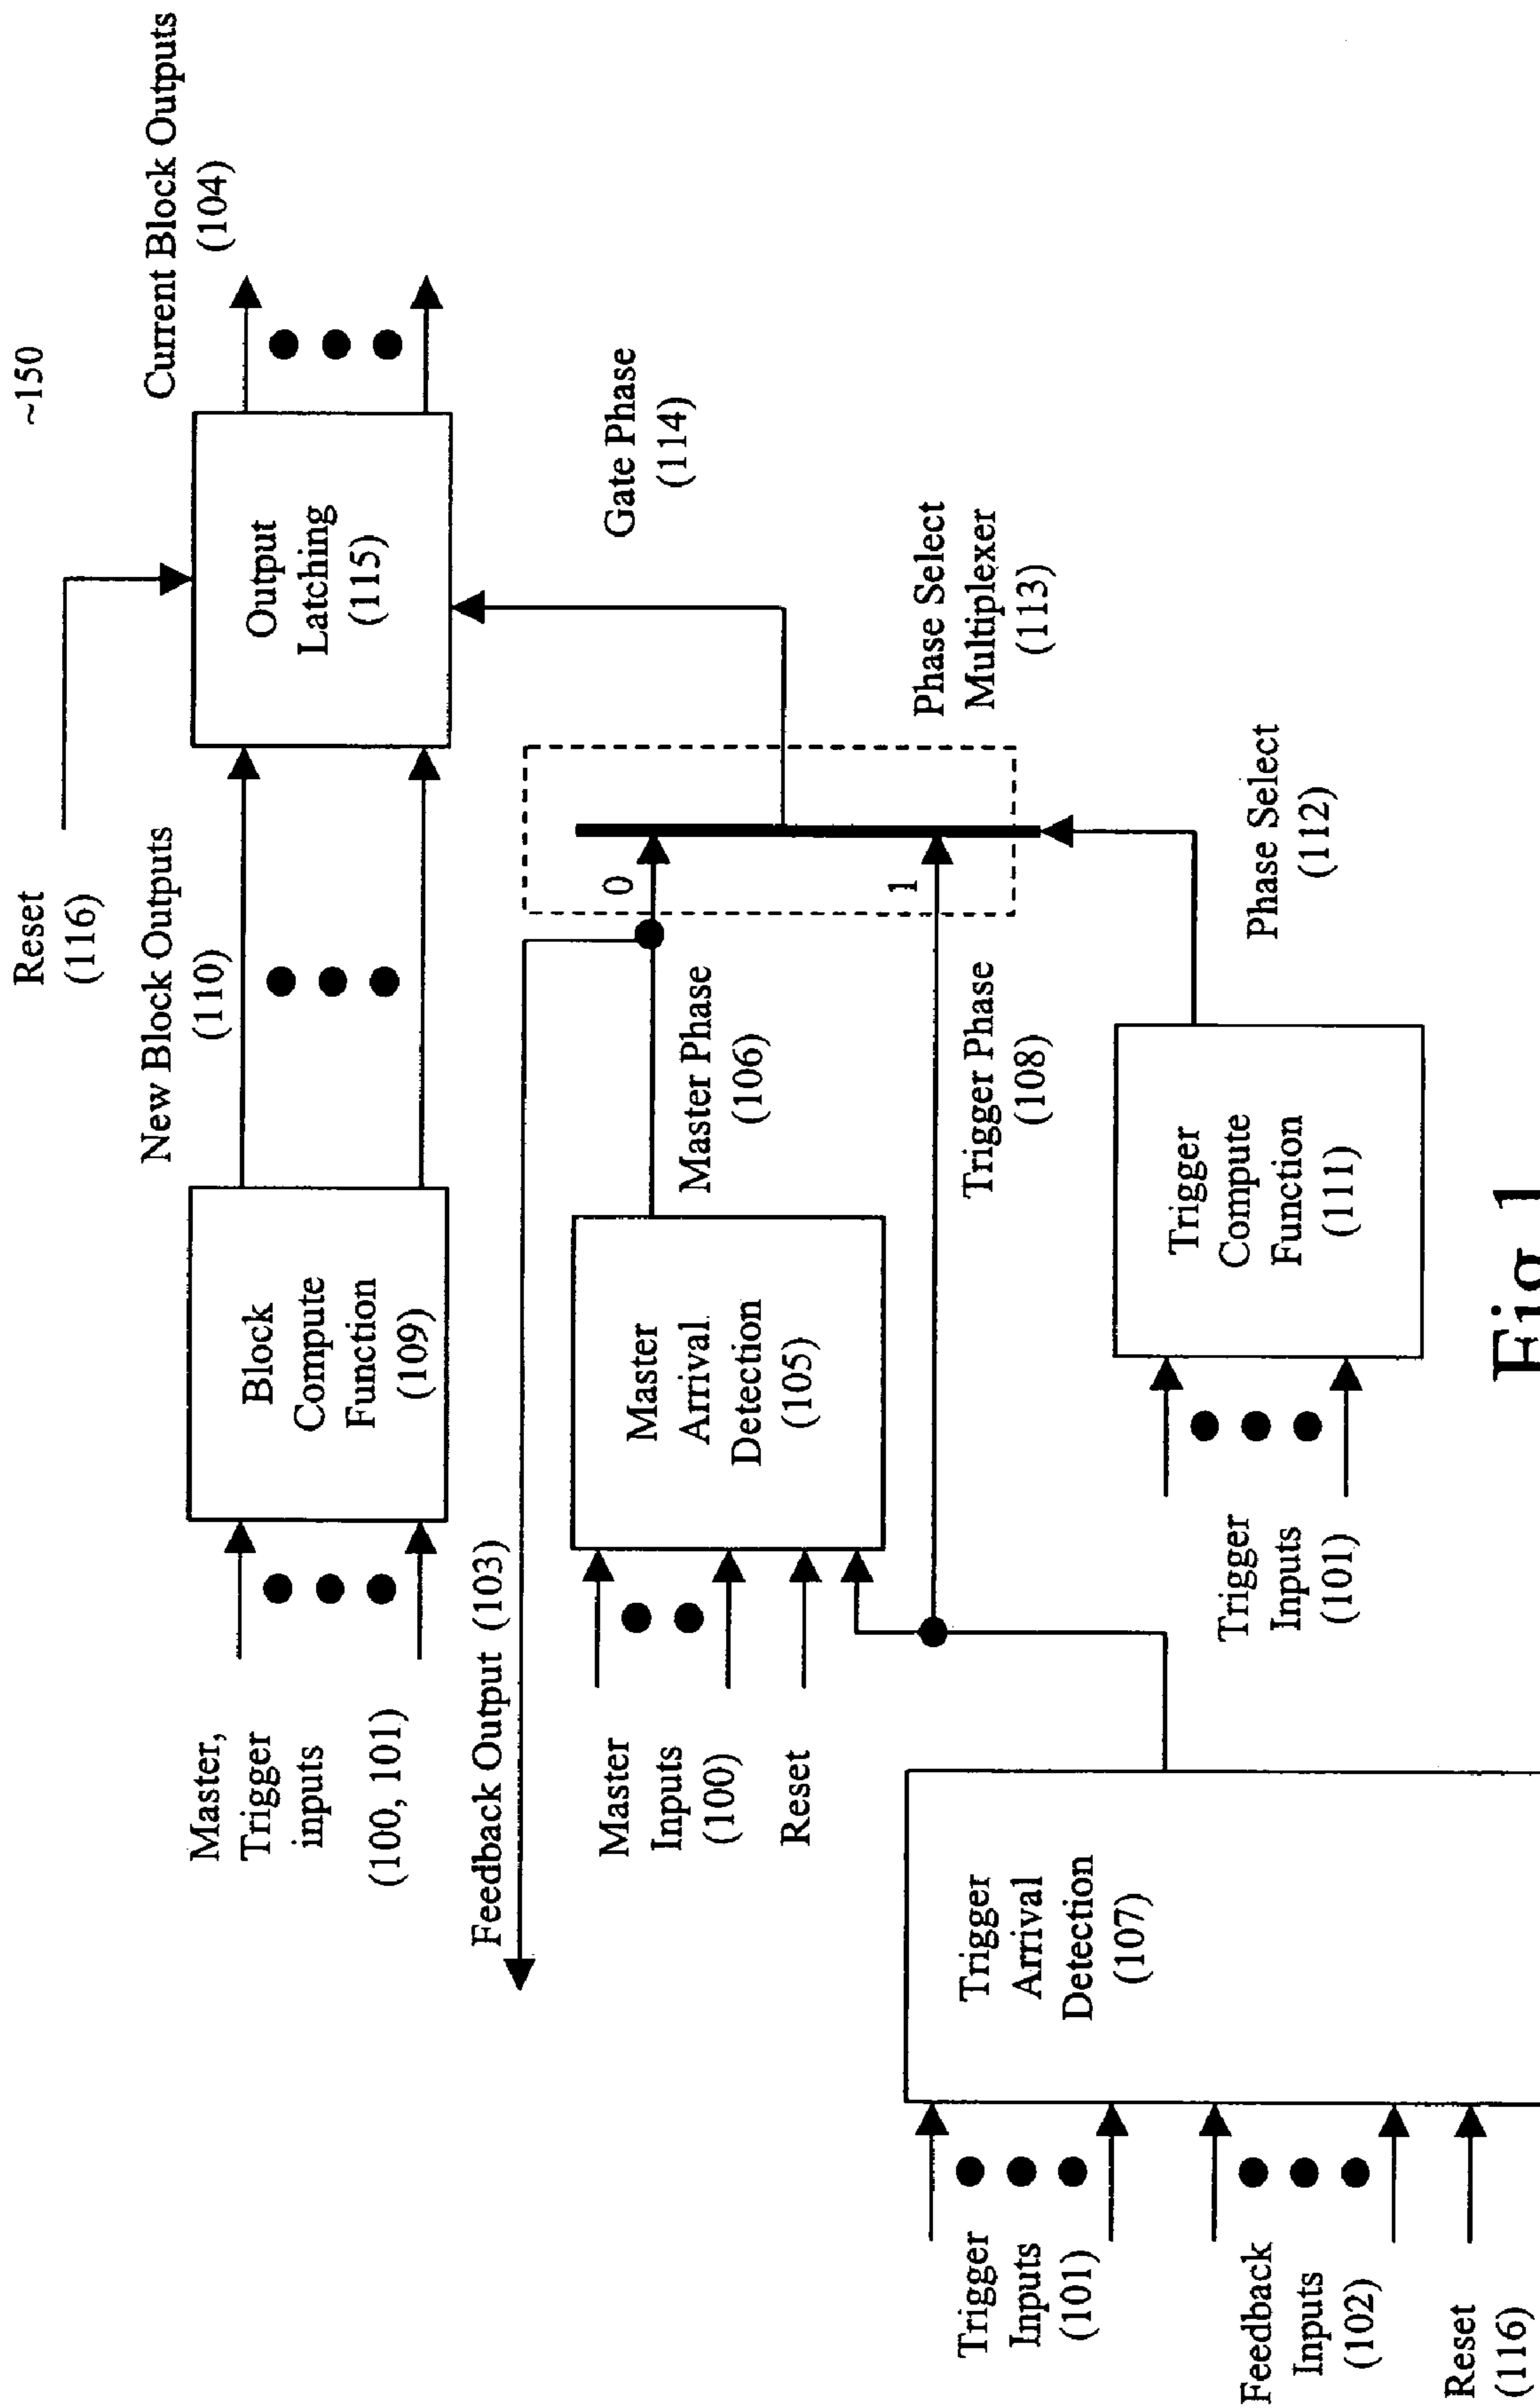 ~150
Reset
(116)
New Block Outputs
(110)
Current Block Outputs
(104)
Master,
Trigger
inputs
(100, 101)
Block
Compute
Function
(109)
Output
Latching
(115)
Feedback Output (103)
Gate Phase
(114)
Master
Inputs
(100)
Reset
Master
Arrival
Detection
(105)
Master Phase
(106)
0
1
Phase Select
Multiplexer
(113)
Trigger Phase
(108)
Trigger
Inputs
(101)
Feedback
Inputs
(102)
Reset
(116)
Trigger
Arrival
Detection
(107)
Trigger
Inputs
(101)
Trigger
Compute
Function
(111)
Phase Select
(112)
Fig. 1